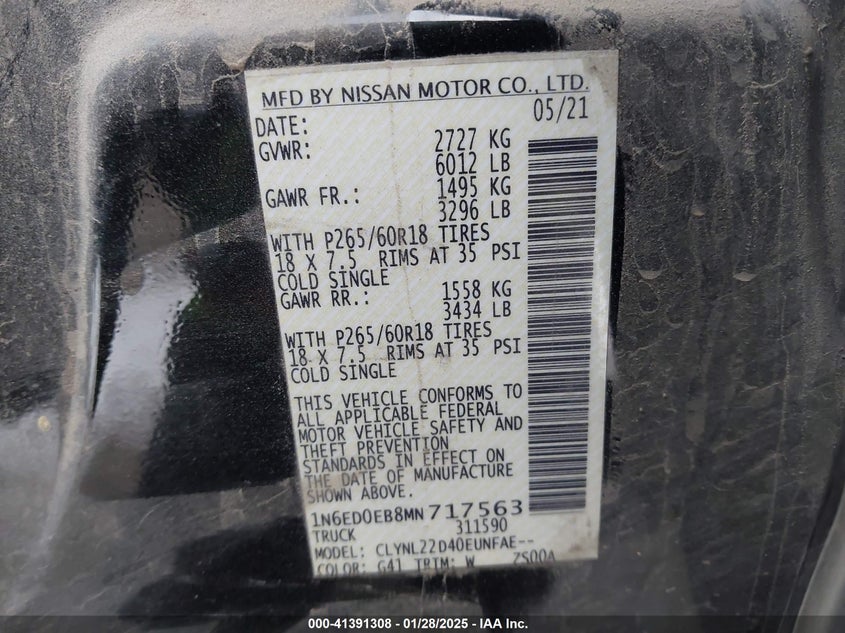 MFD BY NISSAN MOTOR CO., LTD.
DATE: 05/21
GVWR: 2727 KG
6012 LB
GAWR FR.: 1495 KG
3296 LB
WITH P265/60R18 TIRES
18 X 7.5 RIMS AT 35 PSI
COLD SINGLE
GAWR RR.: 1558 KG
3434 LB
WITH P265/60R18 TIRES
18 X 7.5 RIMS AT 35 PSI
COLD SINGLE
THIS VEHICLE CONFORMS TO
ALL APPLICABLE FEDERAL
MOTOR VEHICLE SAFETY AND
THEFT PREVENTION
STANDARDS IN EFFECT ON
THE DATE OF MANUFACTURE
SHOWN ABOVE.
1N6ED0EB8MN717563
TRUCK 311590
MODEL: CLYNL22D40EUNFAE--
COLOR: G41 TRIM: W ZS00A
000-41391308 - 01/28/2025 - IAA Inc.